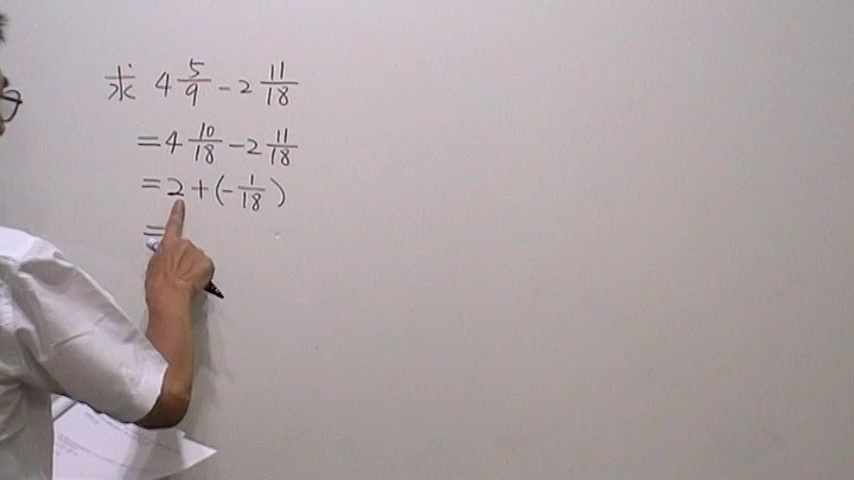 求 4 5/9 - 2 11/18
= 4 10/18 - 2 11/18
= 2 + (- 1/18)
=